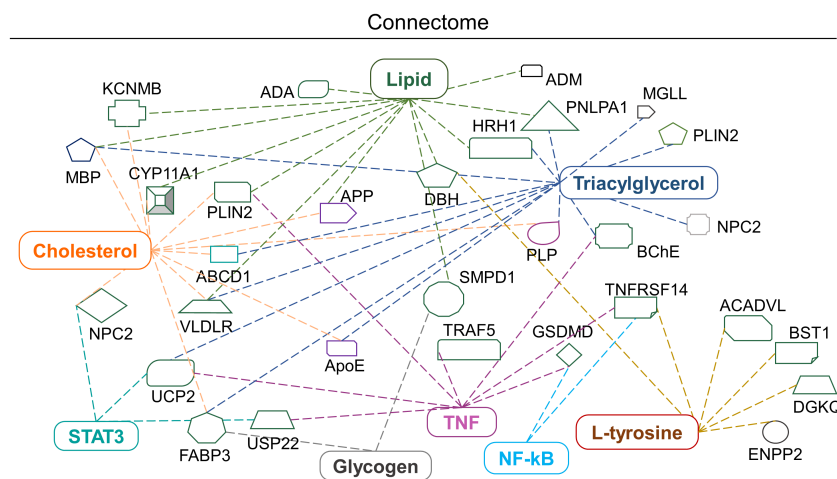 Connectome
KCNMB
ADA
Lipid
ADM
MGLL
PNLPA1
HRH1
PLIN2
MBP
CYP11A1
PLIN2
APP
DBH
Triacylglycerol
NPC2
Cholesterol
ABCD1
PLP
BChE
SMPD1
TNFRSF14
NPC2
VLDLR
TRAF5
GSDMD
ACADVL
BST1
ApoE
UCP2
DGKQ
STAT3
FABP3
USP22
TNF
L-tyrosine
NF-kB
ENPP2
Glycogen